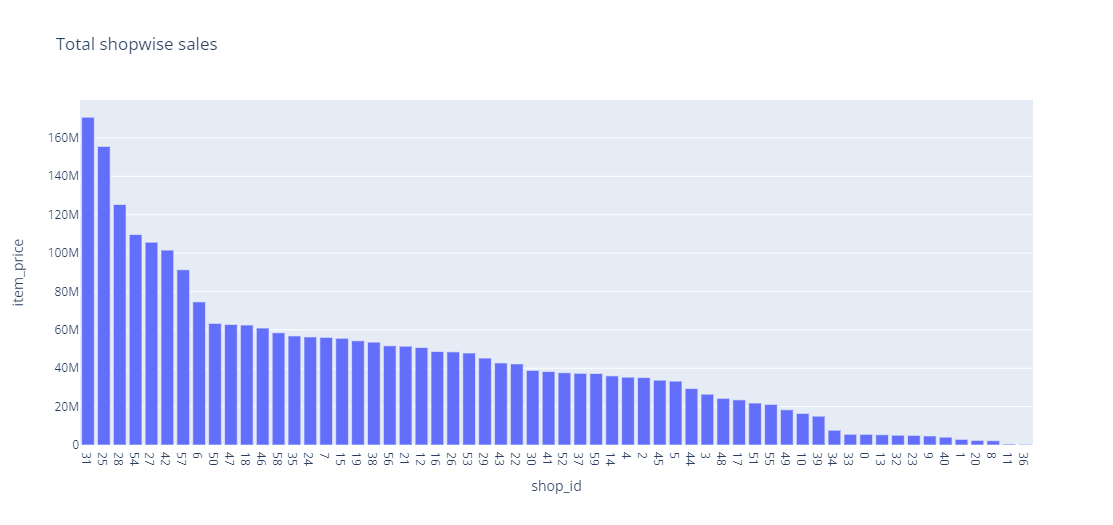 Total shopwise sales
160M
140M
120M
100M
80M
60M
40M
20M
0
item_price
31 25 28 54 27 42 57 6 50 47 18 46 58 35 24 7 15 19 38 56 21 12 16 26 53 29 43 22 30 41 52 37 59 14 4 2 45 5 44 3 48 17 51 55 49 10 39 34 33 0 13 32 23 9 40 1 20 8 11 36
shop_id